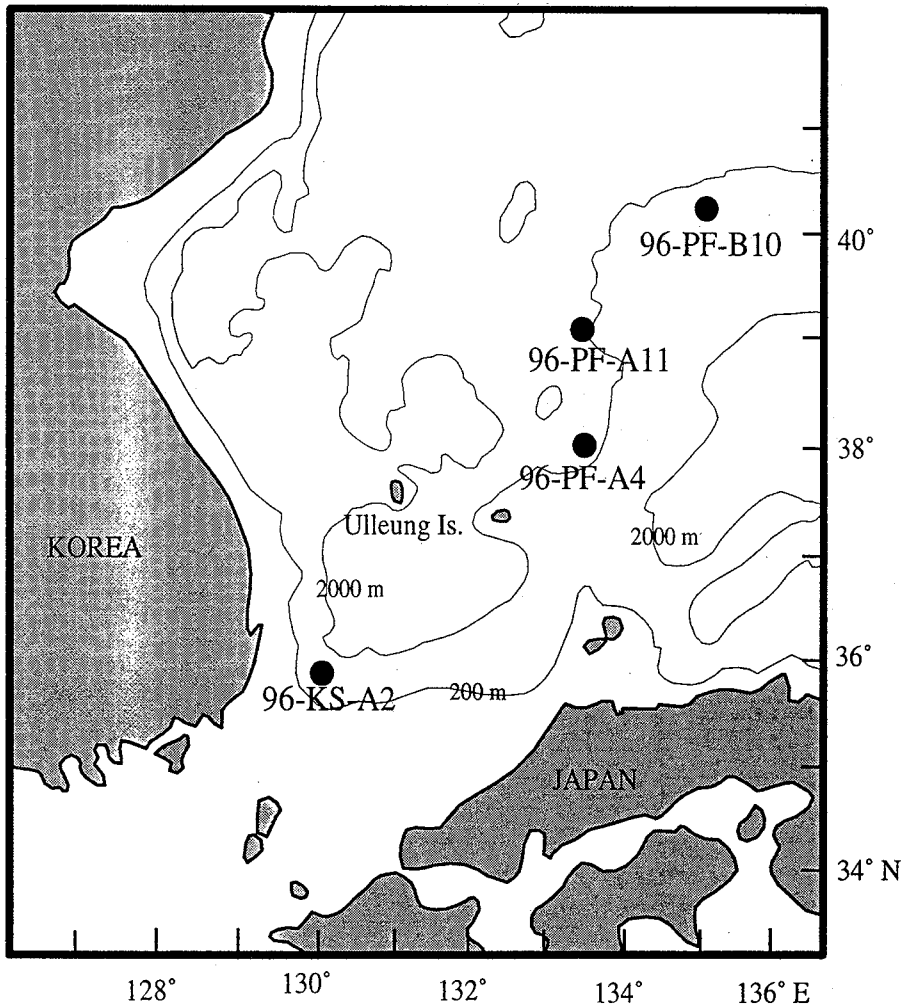 40°
96-PF-B10
96-PF-A11
38°
96-PF-A4
Ulleung Is.
2000 m
KOREA
2000 m
36°
96-KS-A2
200 m
JAPAN
34° N
128°
130°
132°
134°
136° E